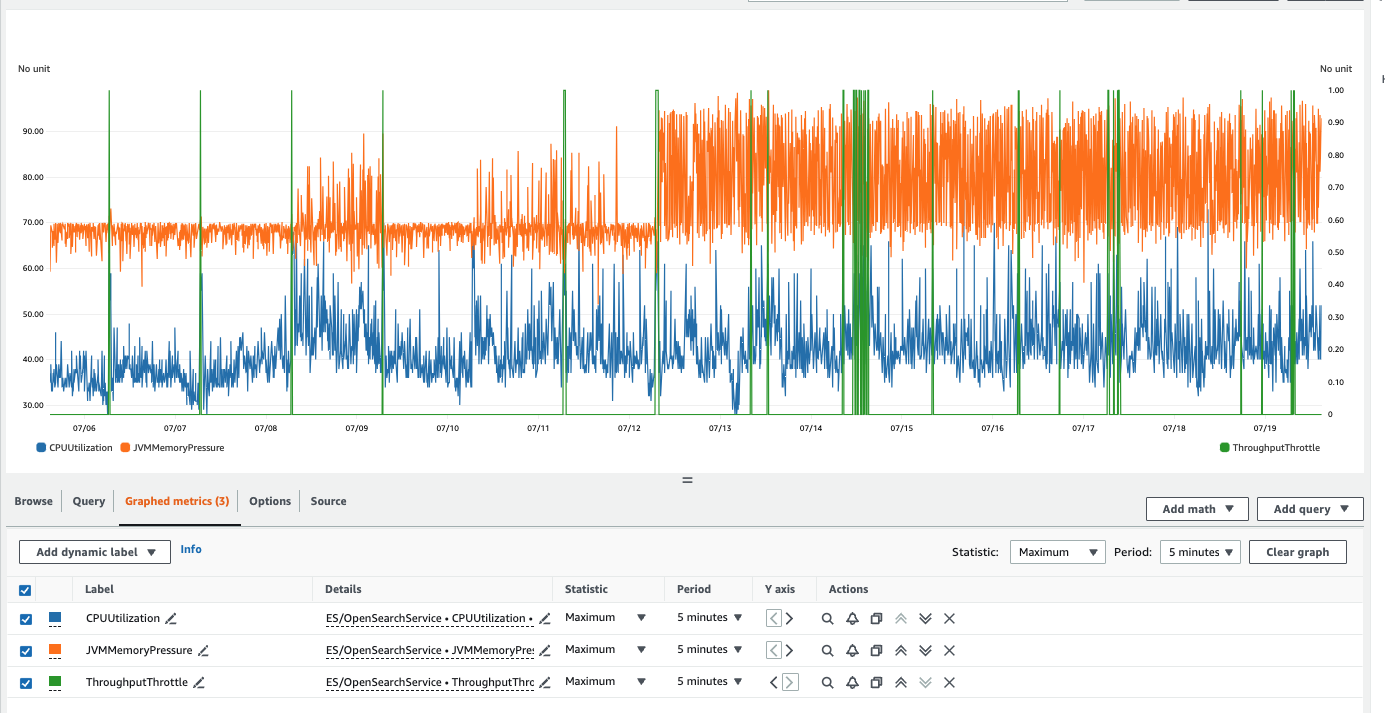 No unit
No unit
1.00
90.00
0.90
0.80
80.00
0.70
70.00
0.60
0.50
60.00
0.40
50.00
0.30
0.20
40.00
0.10
30.00
0
07/06 07/07 07/08 07/09 07/10 07/11 07/12 07/13 07/14 07/15 07/16 07/17 07/18 07/19
CPUUtilization JVMMemoryPressure ThroughputThrottle
Browse Query Graphed metrics (3) Options Source
Add math Add query
Add dynamic label Info Statistic: Maximum Period: 5 minutes Clear graph
Label Details Statistic Period Y axis Actions
CPUUtilization ES/OpenSearchService • CPUUtilization • Maximum 5 minutes
JVMMemoryPressure ES/OpenSearchService • JVMMemoryPres Maximum 5 minutes
ThroughputThrottle ES/OpenSearchService • ThroughputThro Maximum 5 minutes